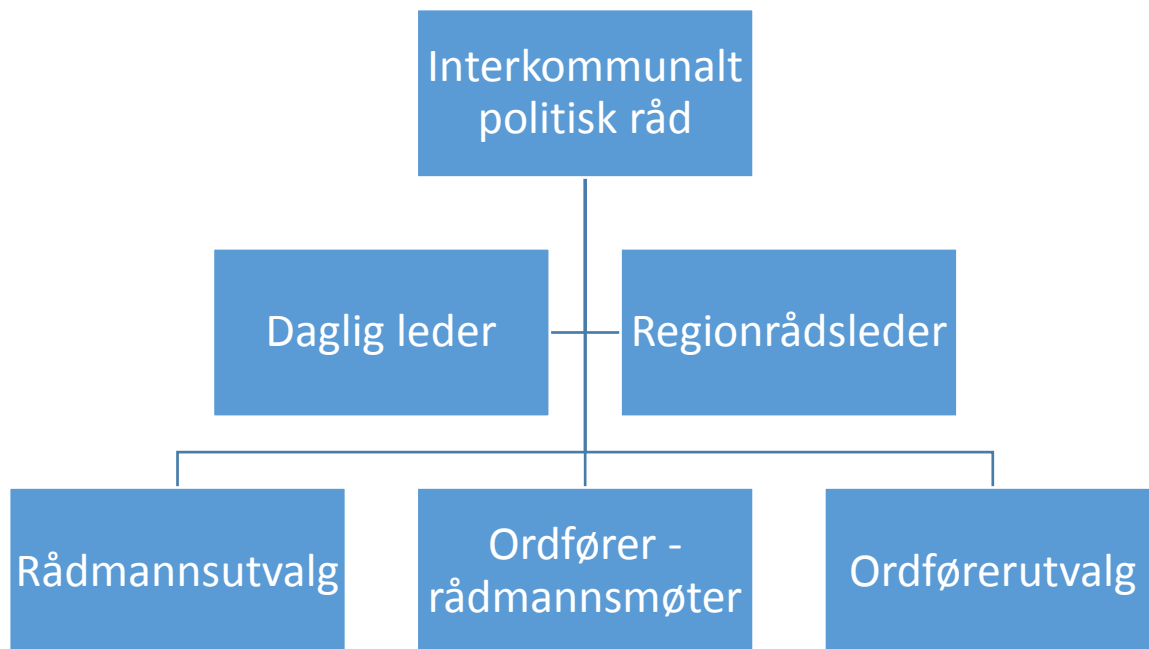 Interkommunalt
politisk råd
Daglig leder
Regionrådsleder
Rådmannsutvalg
Ordfører -
rådmannsmøter
Ordførerutvalg